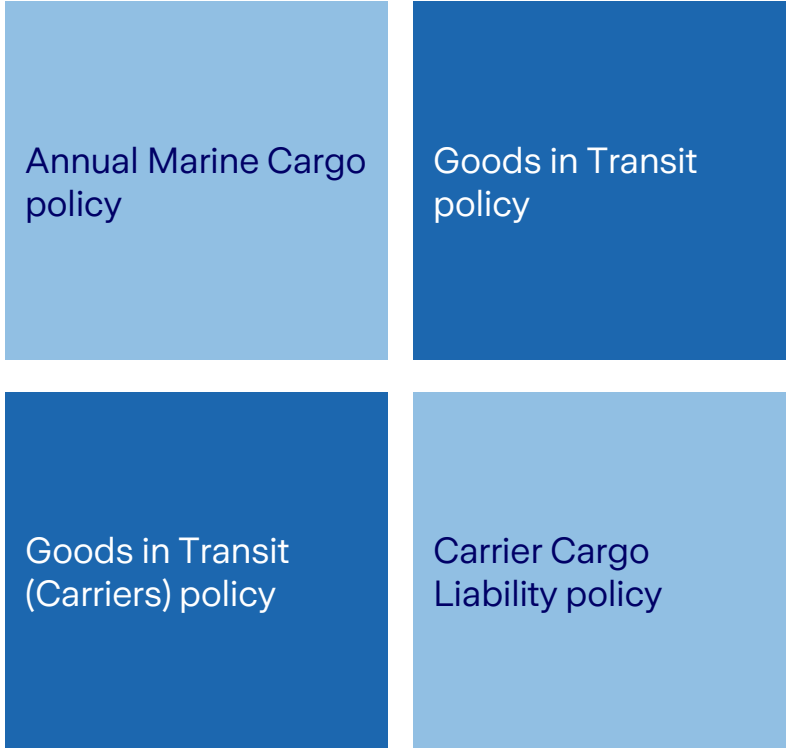 Annual Marine Cargo
policy
Goods in Transit
policy
Goods in Transit
(Carriers) policy
Carrier Cargo
Liability policy